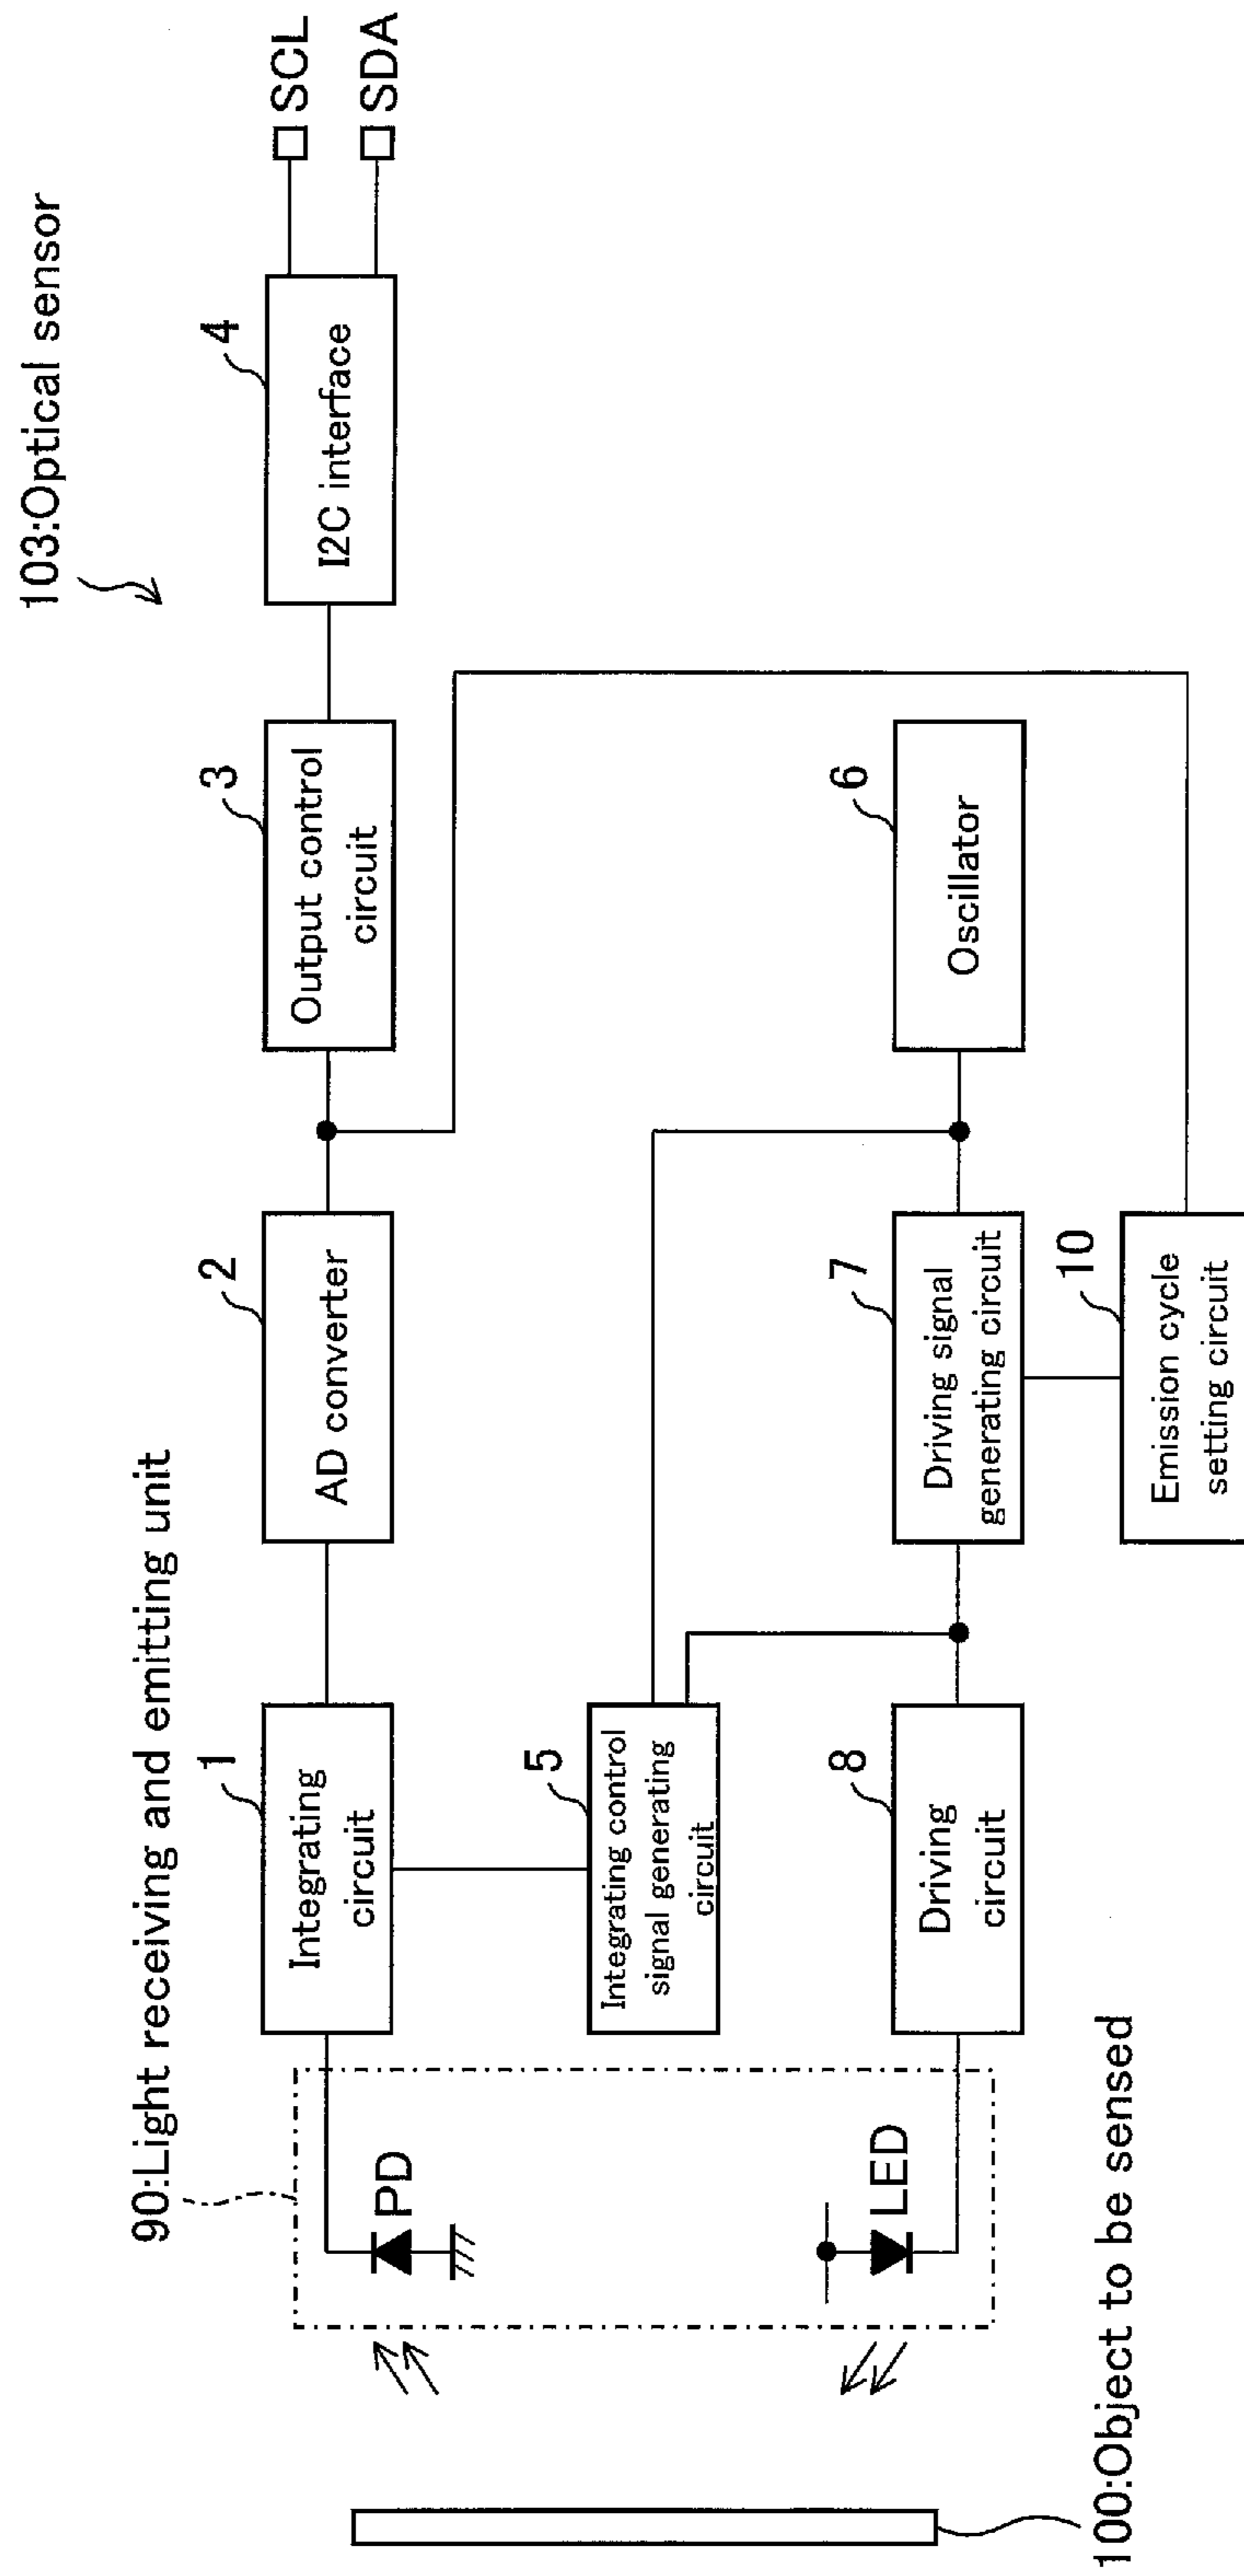 103:Optical sensor
90:Light receiving and emitting unit
1
Integrating
circuit
2
AD converter
3
Output control
circuit
4
I2C interface
SCL
SDA
PD
5
Integrating control
signal generating
circuit
LED
8
Driving
circuit
7
Driving signal
generating circuit
6
Oscillator
10
Emission cycle
setting circuit
100:Object to be sensed